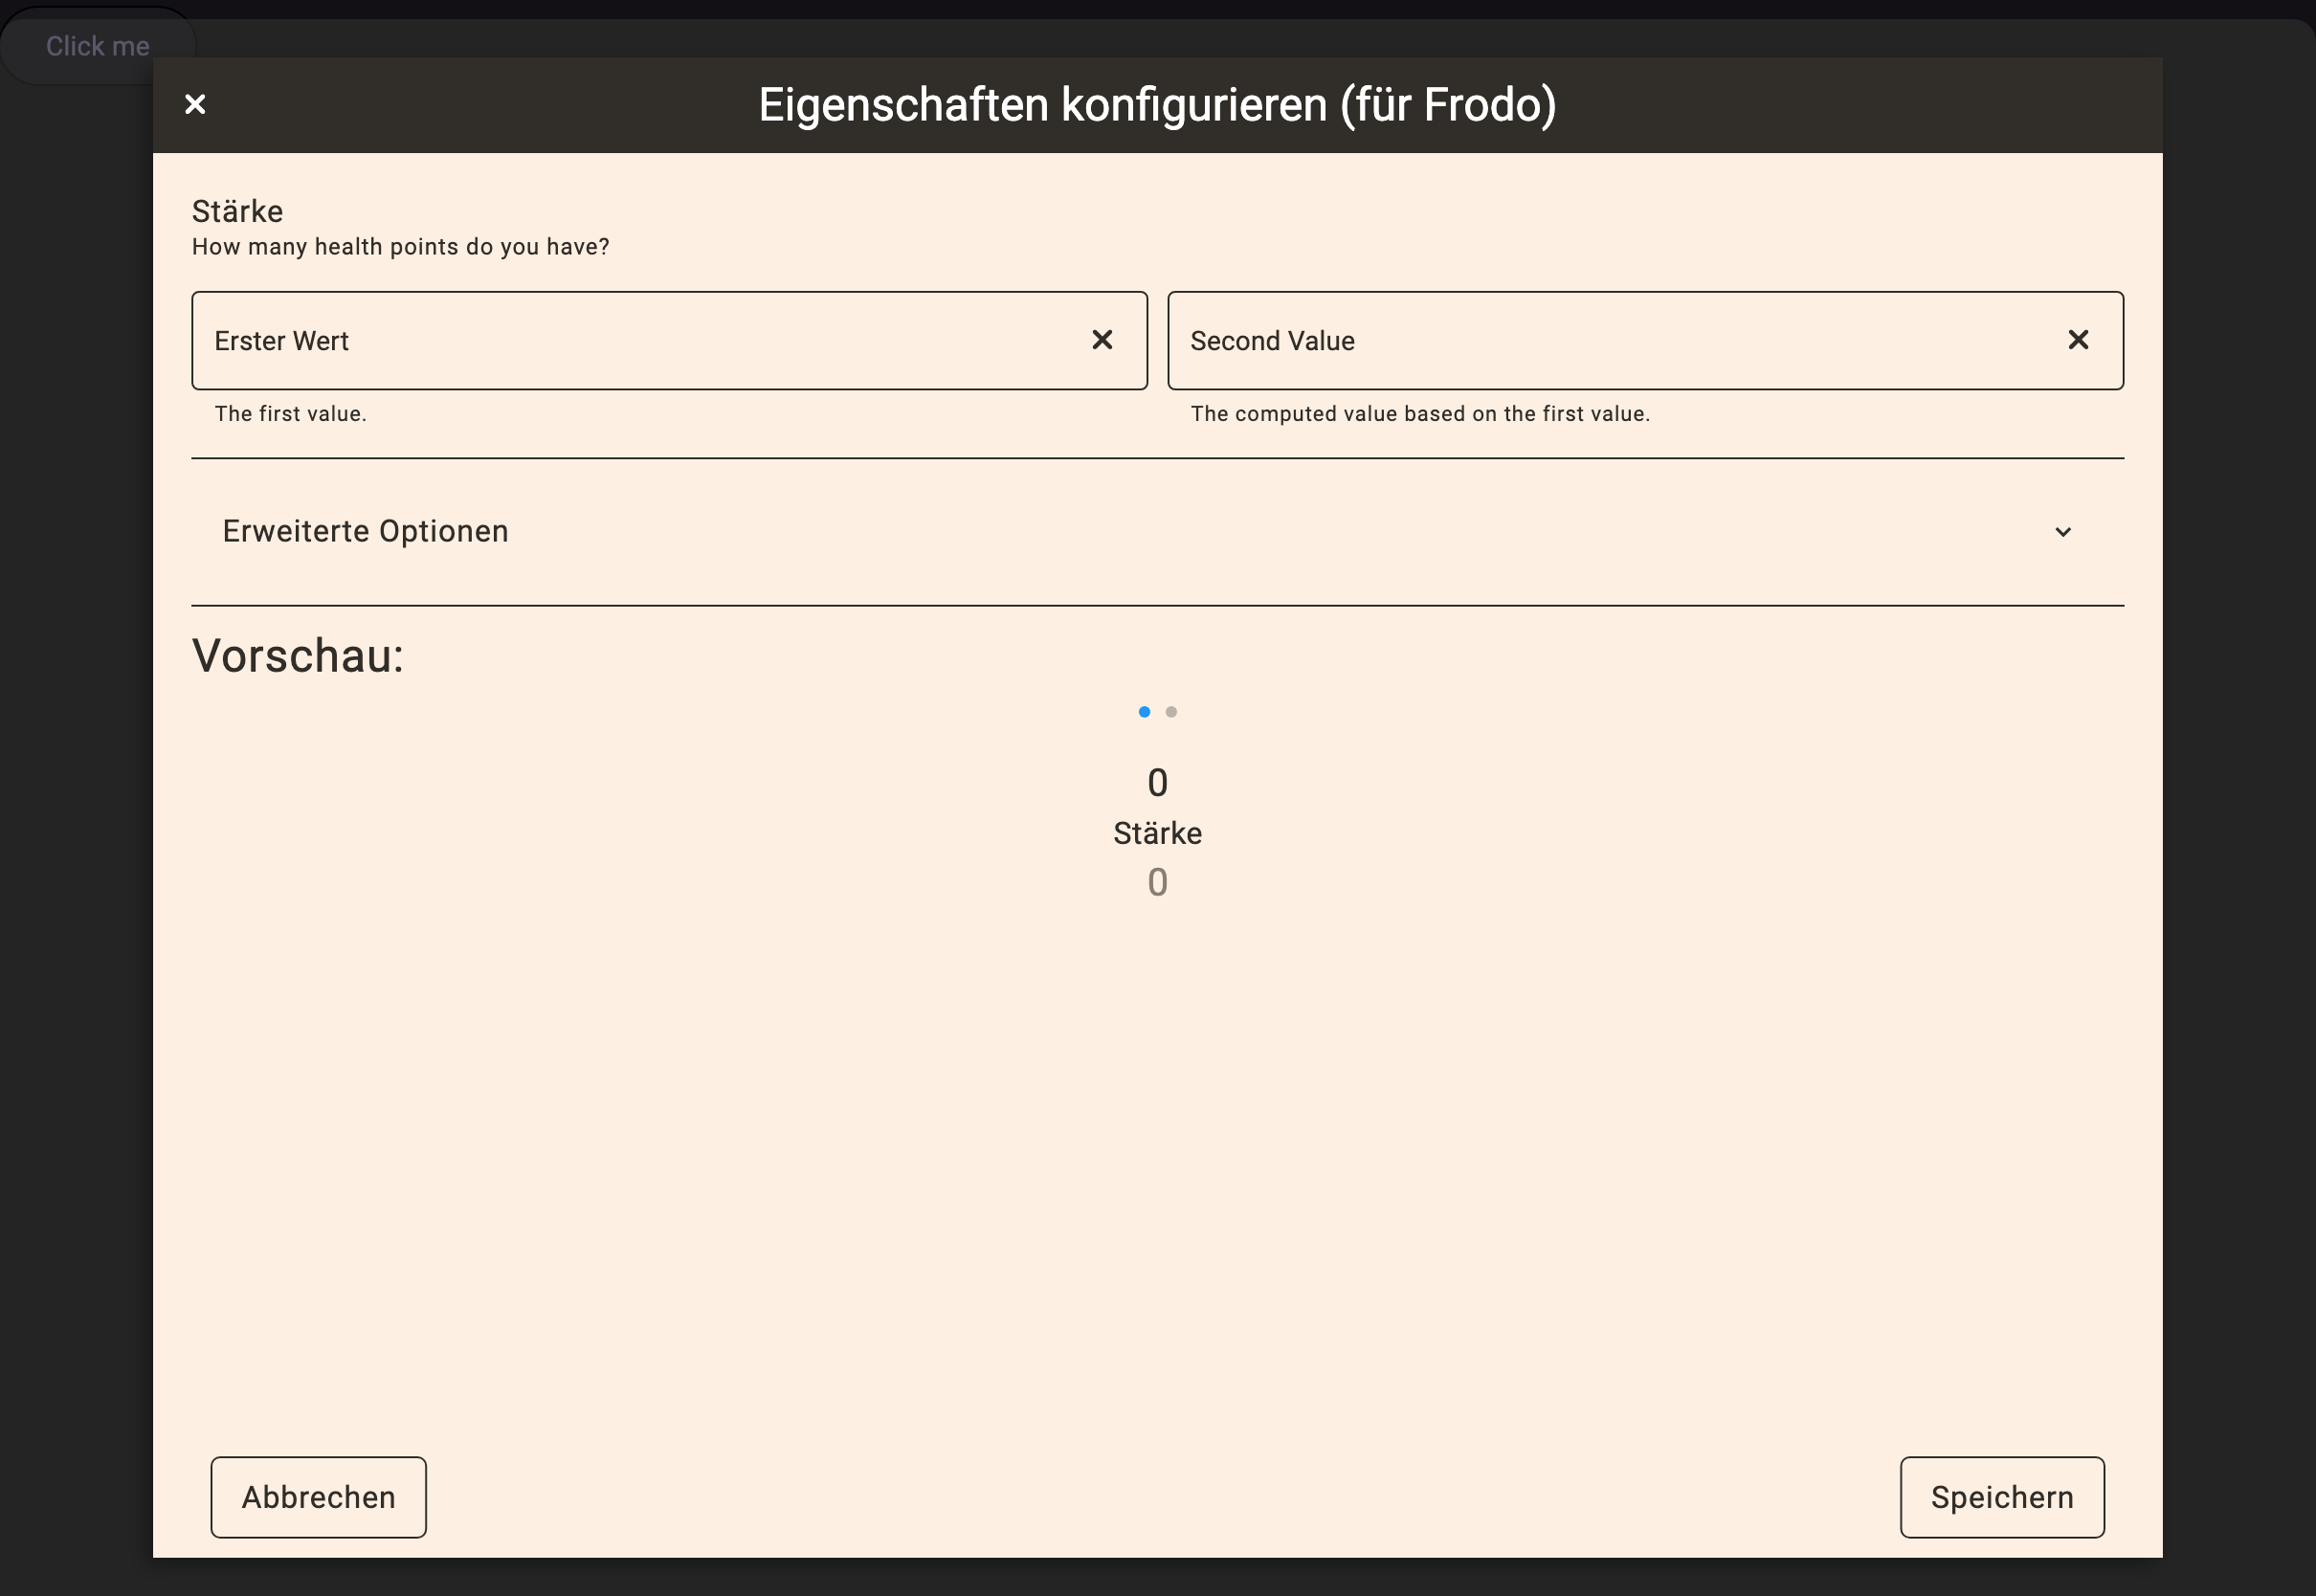 Click me
Eigenschaften konfigurieren (für Frodo)
Stärke
How many health points do you have?
Erster Wert
Second Value
The first value.
The computed value based on the first value.
Erweiterte Optionen
Vorschau:
0
Stärke
0
Abbrechen
Speichern